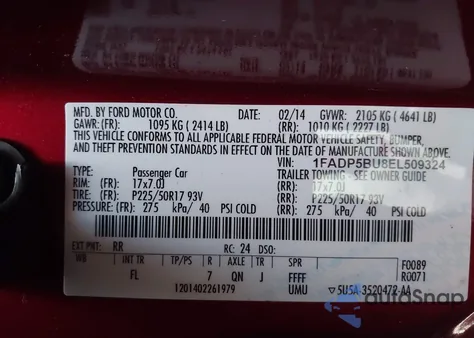 MFD. BY FORD MOTOR CO.
DATE: 02/14 GVWR: 2105 KG ( 4641 LB)
GAWR: (FR): 1095 KG ( 2414 LB) (RR): 1010 KG ( 2227 LB)
THIS VEHICLE CONFORMS TO ALL APPLICABLE FEDERAL MOTOR VEHICLE SAFETY, BUMPER,
AND THEFT PREVENTION STANDARDS IN EFFECT ON THE DATE OF MANUFACTURE SHOWN ABOVE.
VIN: 1FADP5BU8EL509324
TYPE: Passenger Car TRAILER TOWING - SEE OWNER GUIDE
RIM: (FR): 17x7.0J (RR): 17x7.0J
TIRE: (FR): P225/50R17 93V (RR): P225/50R17 93V
PRESSURE: (FR): 275 kPa/ 40 PSI COLD (RR): 275 kPa/ 40 PSI COLD
EXT PNT: RR RC: 24 DSO:
WB INT TR TP/PS R AXLE TR SPR F0089
FL 7 QN J FFFF R0071
1201402261979 UMU ▽5U5A-3520472-AA
autoSnap